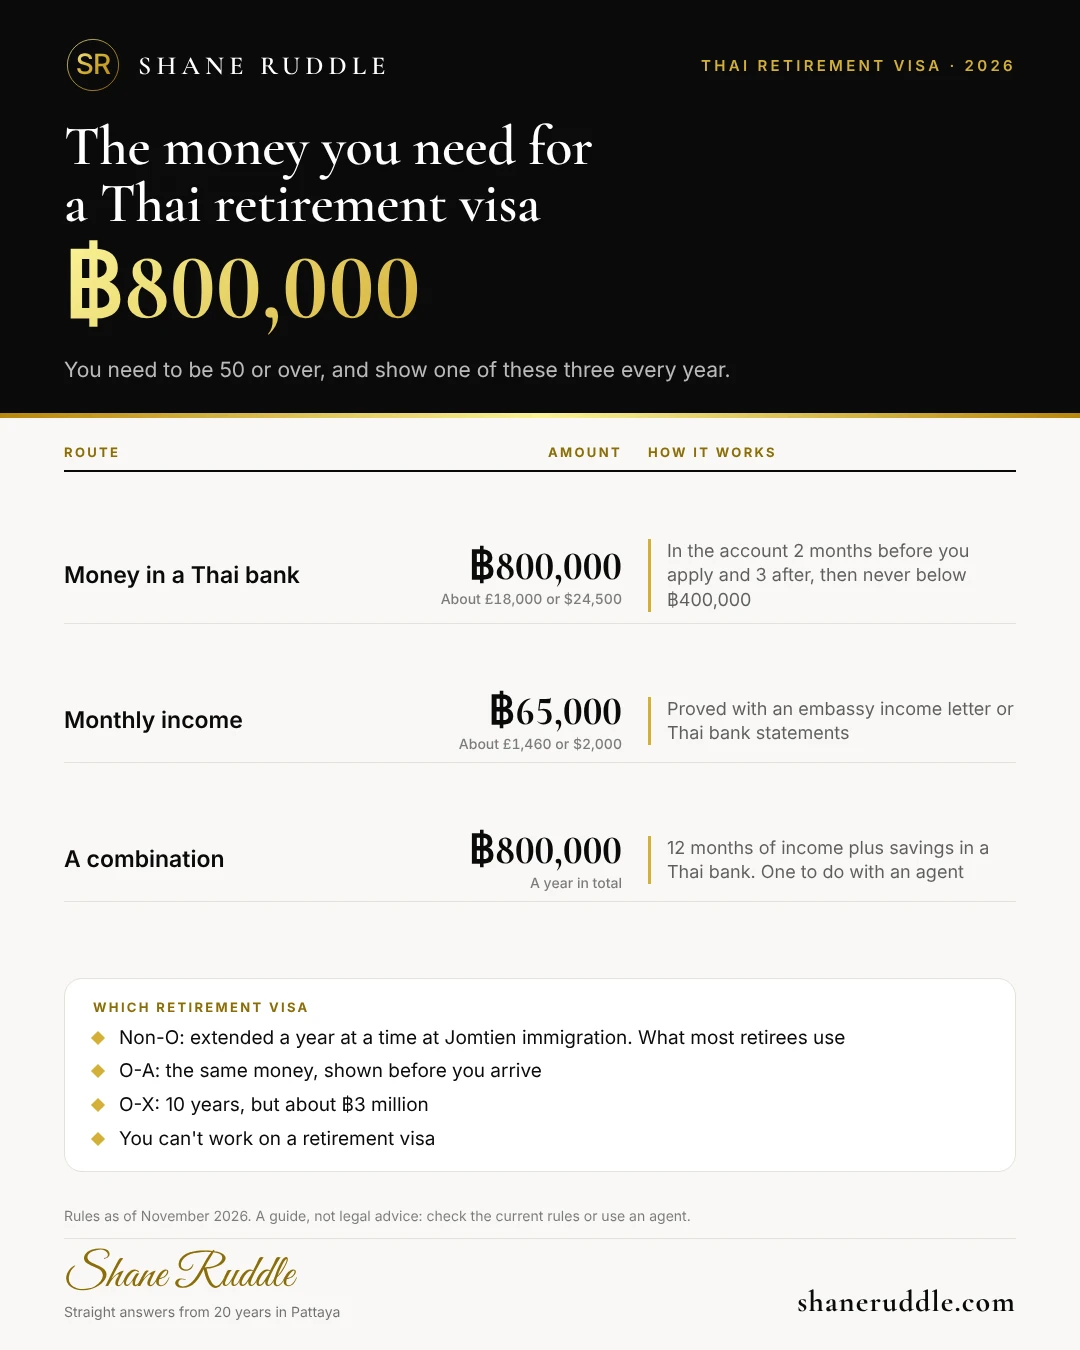 SR SHANE RUDDLE
THAI RETIREMENT VISA · 2026
The money you need for
a Thai retirement visa
฿800,000
You need to be 50 or over, and show one of these three every year.
ROUTE AMOUNT HOW IT WORKS
Money in a Thai bank
฿800,000
About £18,000 or $24,500
In the account 2 months before you
apply and 3 after, then never below
฿400,000
Monthly income
฿65,000
About £1,460 or $2,000
Proved with an embassy income letter or
Thai bank statements
A combination
฿800,000
A year in total
12 months of income plus savings in a
Thai bank. One to do with an agent
WHICH RETIREMENT VISA
Non-O: extended a year at a time at Jomtien immigration. What most retirees use
O-A: the same money, shown before you arrive
O-X: 10 years, but about ฿3 million
You can't work on a retirement visa
Rules as of November 2026. A guide, not legal advice: check the current rules or use an agent.
Shane Ruddle
Straight answers from 20 years in Pattaya
shaneruddle.com